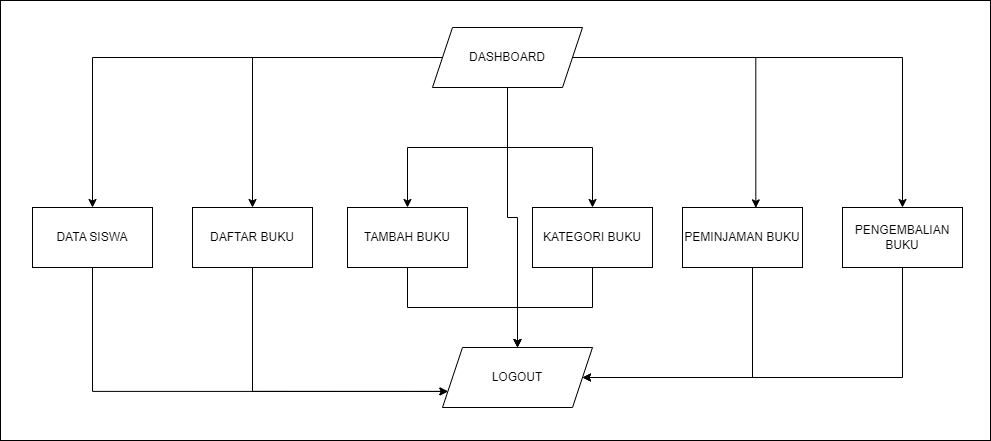 DASHBOARD
DATA SISWA
DAFTAR BUKU
TAMBAH BUKU
KATEGORI BUKU
PEMINJAMAN BUKU
PENGEMBALIAN
BUKU
LOGOUT